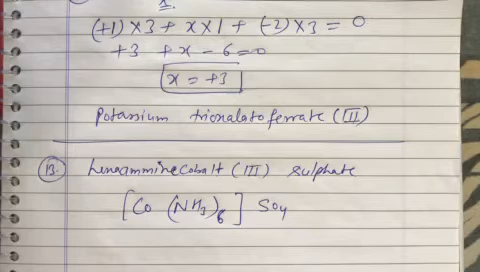 x.
(+1) × 3 + x × 1 + (-2) × 3 = 0
+3 + x - 6 = 0
x = +3
Potassium trioxalatoferrate (III)
13. hexaamminecobalt (III) sulphate
[Co (NH3)6] SO4